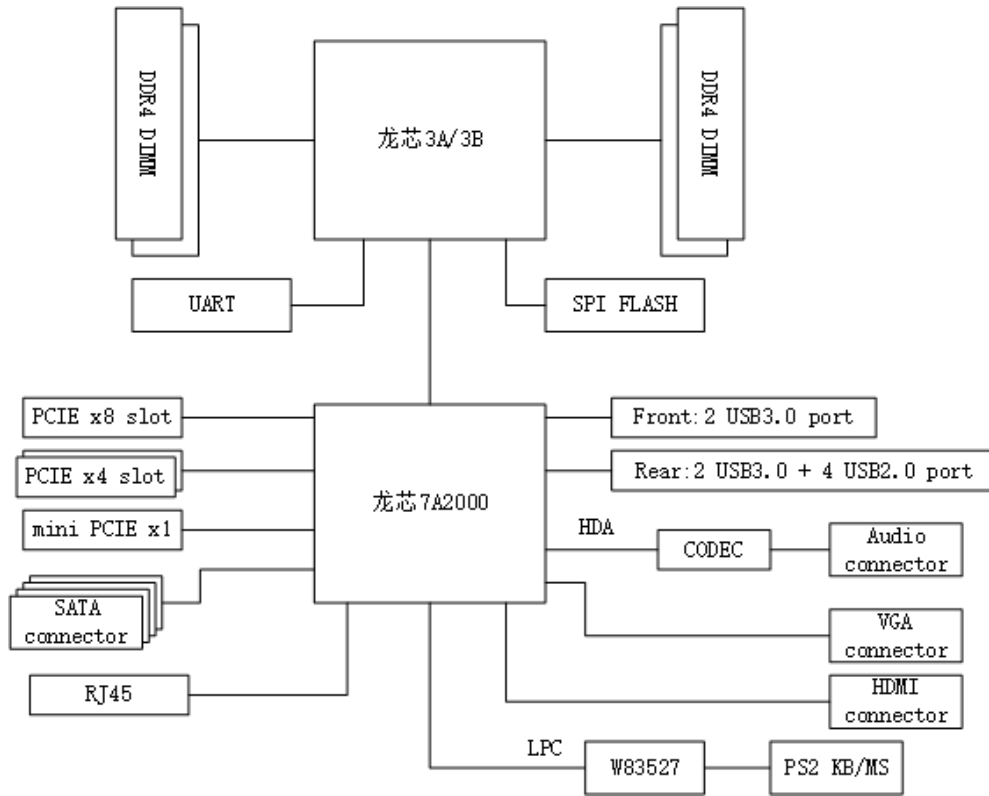 DDR4 DIMM
龙芯3A/3B
DDR4 DIMM
UART
SPI FLASH
PCIE x8 slot
Front:2 USB3.0 port
PCIE x4 slot
Rear:2 USB3.0 + 4 USB2.0 port
龙芯7A2000
mini PCIE x1
HDA
CODEC
Audio
connector
SATA
connector
VGA
connector
RJ45
HDMI
connector
LPC
W83527
PS2 KB/MS